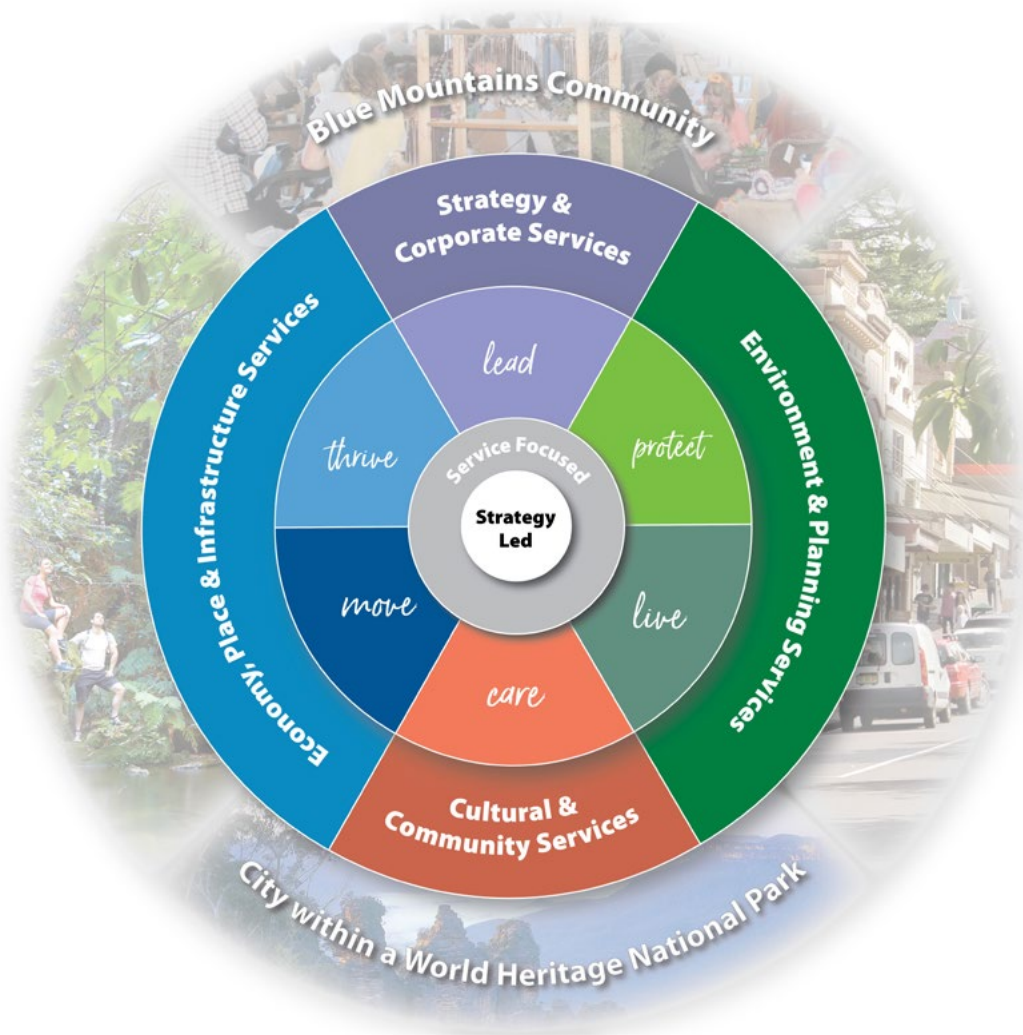 Blue Mountains Community
Strategy &
Corporate Services
Economy, Place & Infrastructure Services
Environment & Planning Services
lead
thrive
protect
Service Focused
Strategy
Led
move
live
care
Cultural &
Community Services
City within a World Heritage National Park